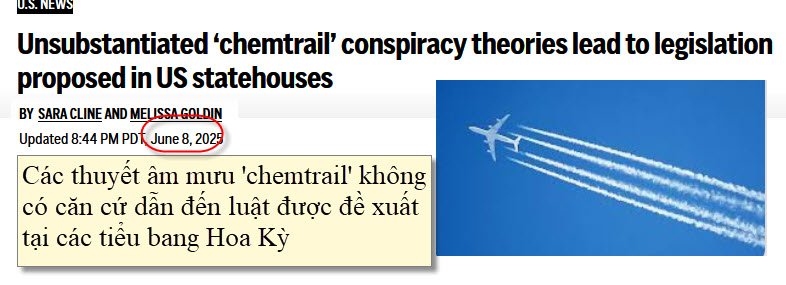 U.S. NEWS
Unsubstantiated ‘chemtrail’ conspiracy theories lead to legislation
proposed in US statehouses
BY SARA CLINE AND MELISSA GOLDIN
Updated 8:44 PM PDT, June 8, 2025
Các thuyết âm mưu 'chemtrail' không
có căn cứ dẫn đến luật được đề xuất
tại các tiểu bang Hoa Kỳ